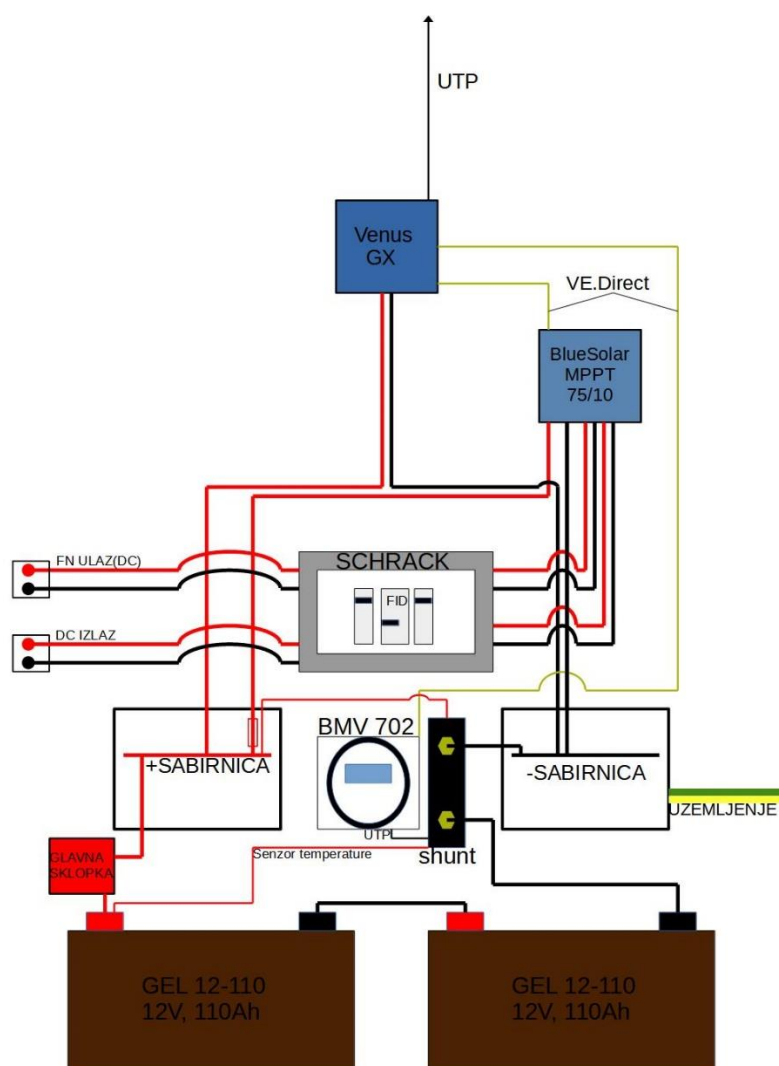 UTP
Venus
GX
VE.Direct
BlueSolar
MPPT
75/10
FN ULAZ(DC)
SCHRACK
FID
DC IZLAZ
BMV 702
+SABIRNICA
-SABIRNICA
UZEMLJENJE
UTP
GLAVNA
SKLOPKA
Senzor temperature
shunt
GEL 12-110
12V, 110Ah
GEL 12-110
12V, 110Ah